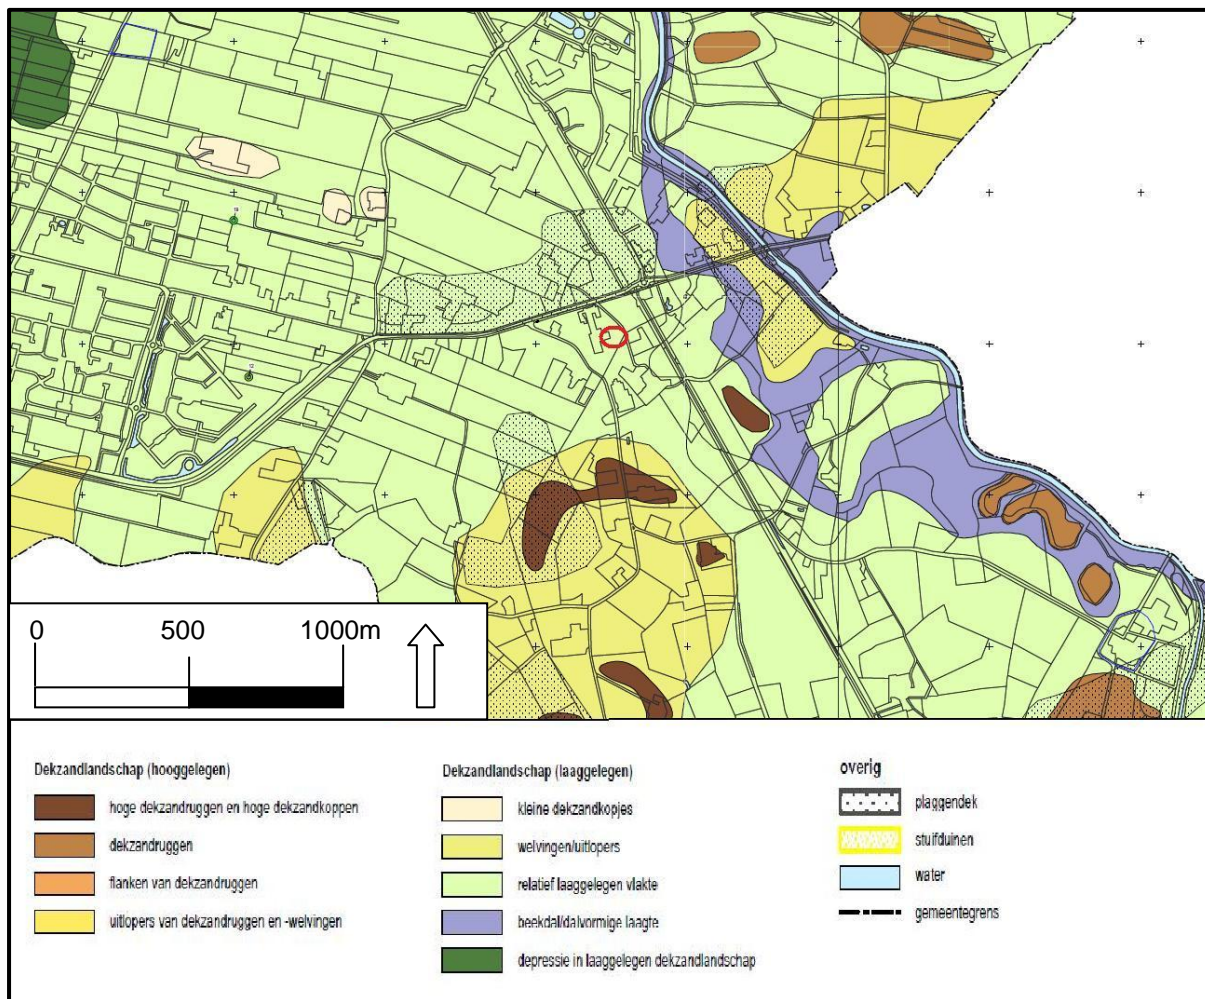 0 500 1000m
Dekzandlandschap (hooggelegen)
hoge dekzandruggen en hoge dekzandkoppen
dekzandruggen
flanken van dekzandruggen
uitlopers van dekzandruggen en -welvingen
Dekzandlandschap (laaggelegen)
kleine dekzandkopjes
welvingen/uitlopers
relatief laaggelegen vlakte
beekdal/dalvormige laagte
depressie in laaggelegen dekzandlandschap
overig
plaggendek
stuifduinen
water
gemeentegrens